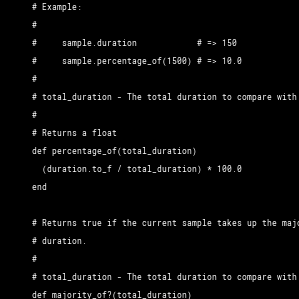 # Example:
#
#     sample.duration            # => 150
#     sample.percentage_of(1500) # => 10.0
#
# total_duration - The total duration to compare with
#
# Returns a float
def percentage_of(total_duration)
  (duration.to_f / total_duration) * 100.0
end

# Returns true if the current sample takes up the
# duration.
#
# total_duration - The total duration to compare with
def majority_of?(total_duration)